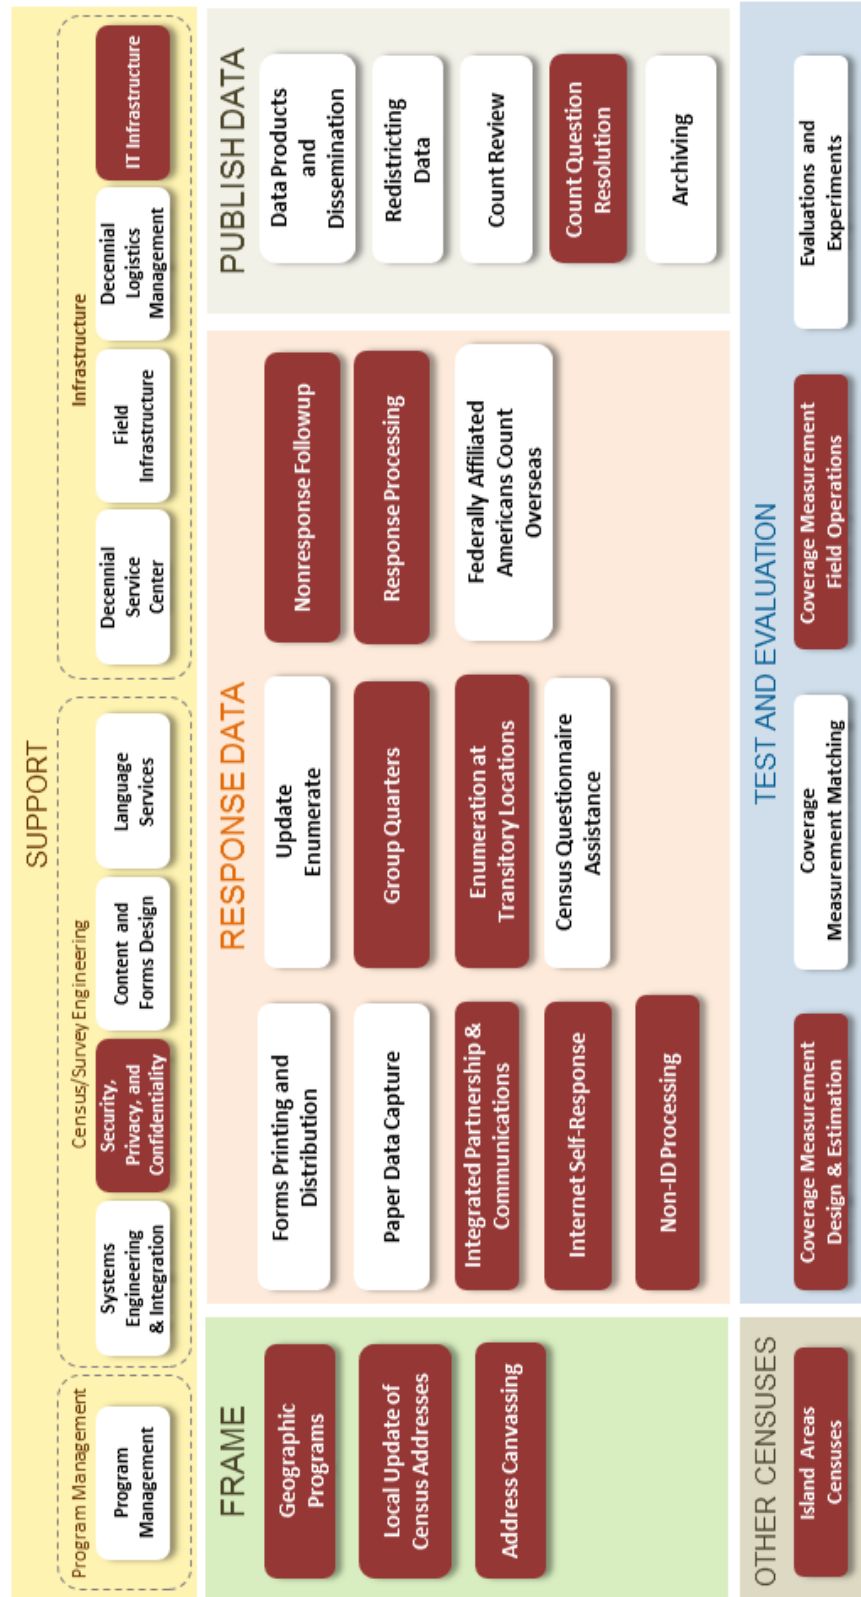 SUPPORT
Program Management
Program
Management
Census/Survey Engineering
Systems
Engineering
& Integration
Security,
Privacy, and
Confidentiality
Content and
Forms Design
Language
Services
Infrastructure
Decennial
Service
Center
Field
Infrastructure
Decennial
Logistics
Management
IT Infrastructure
FRAME
Geographic
Programs
Local Update of
Census Addresses
Address Canvassing
RESPONSE DATA
Forms Printing and
Distribution
Paper Data Capture
Integrated Partnership &
Communications
Internet Self-Response
Non-ID Processing
Update
Enumerate
Group Quarters
Enumeration at
Transitory Locations
Census Questionnaire
Assistance
Nonresponse Followup
Response Processing
Federally Affiliated
Americans Count
Overseas
PUBLISH DATA
Data Products
and
Dissemination
Redistricting
Data
Count Review
Count Question
Resolution
Archiving
OTHER CENSUSES
Island Areas
Censuses
TEST AND EVALUATION
Coverage Measurement
Design & Estimation
Coverage
Measurement Matching
Coverage Measurement
Field Operations
Evaluations and
Experiments